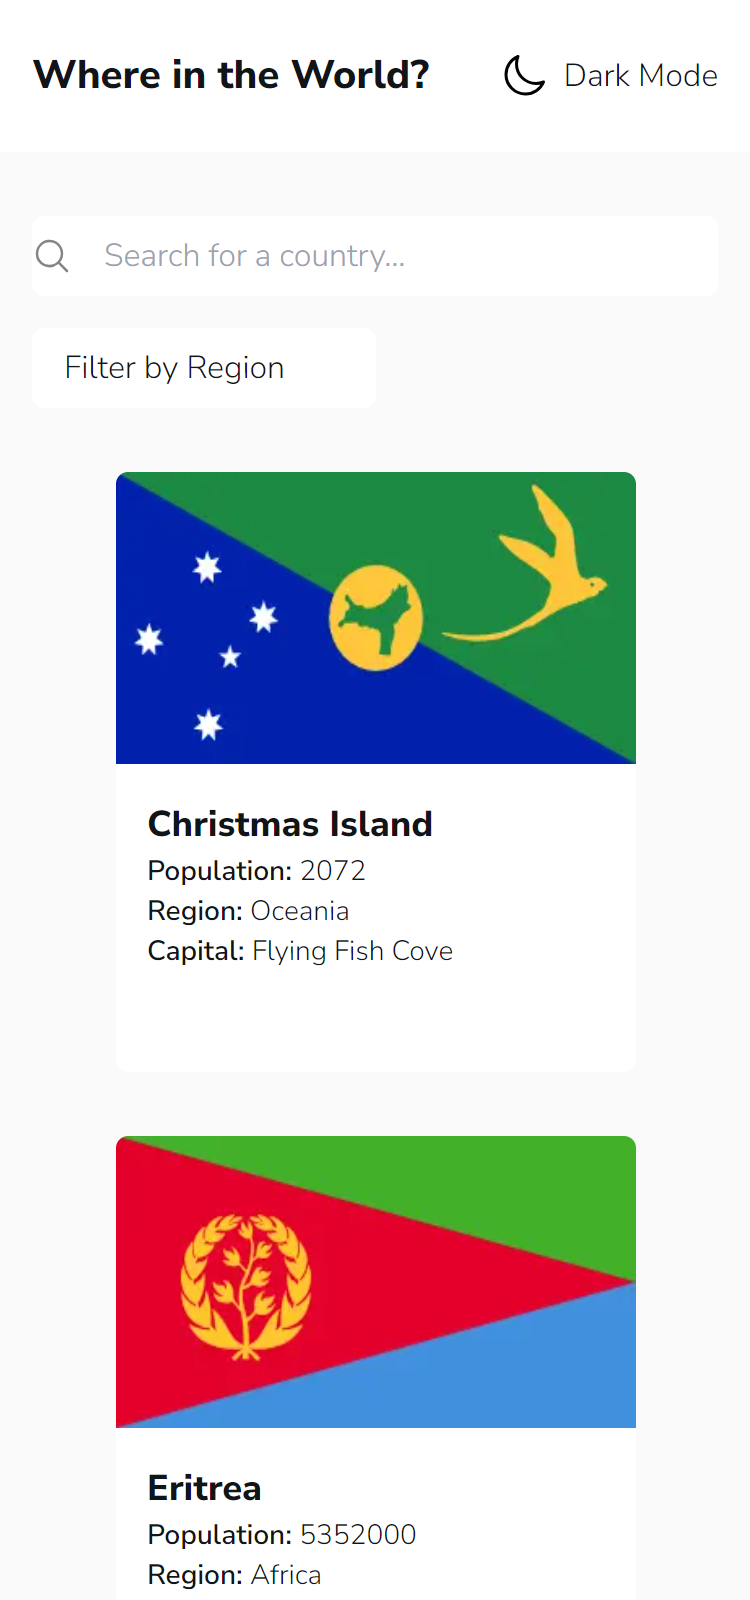 Where in the World?
Dark Mode
Search for a country...
Filter by Region
Christmas Island
Population: 2072
Region: Oceania
Capital: Flying Fish Cove
Eritrea
Population: 5352000
Region: Africa